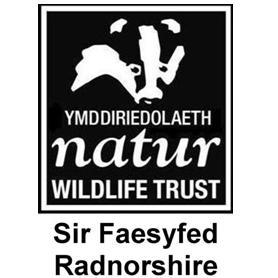 YMDDIRIEDOLAETH
natur
WILDLIFE TRUST
Sir Faesyfed
Radnorshire